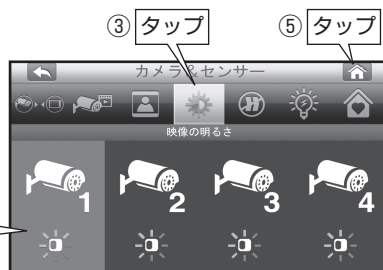 ③ タップ
⑤ タップ
カメラ&センサー
映像の明るさ
1 2 3 4